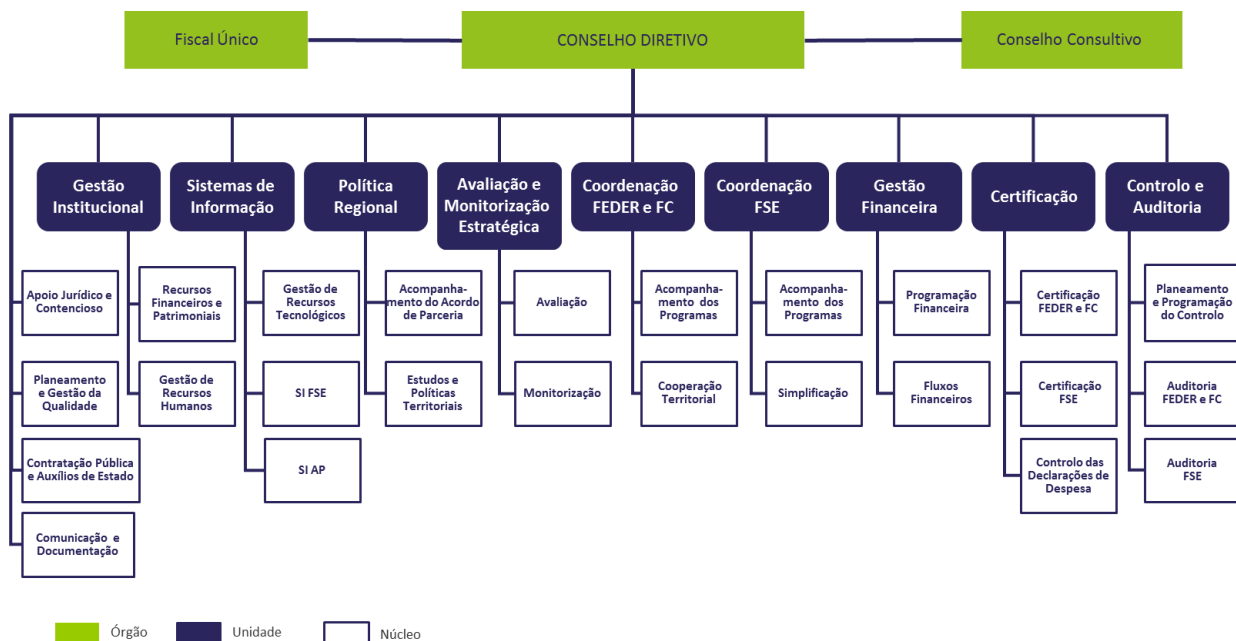 Fiscal Único
CONSELHO DIRETIVO
Conselho Consultivo
Gestão
Institucional
Sistemas de
Informação
Política
Regional
Avaliação e
Monitorização
Estratégica
Coordenação
FEDER e FC
Coordenação
FSE
Gestão
Financeira
Certificação
Controlo e
Auditoria
Apoio Jurídico e
Contencioso
Recursos
Financeiros e
Patrimoniais
Gestão de
Recursos
Tecnológicos
Acompanha-
mento do Acordo
de Parceria
Avaliação
Acompanha-
mento dos
Programas
Acompanha-
mento dos
Programas
Programação
Financeira
Certificação
FEDER e FC
Planeamento
e Programação
do Controlo
Planeamento
e Gestão da
Qualidade
Gestão de
Recursos
Humanos
SI FSE
Estudos e
Políticas
Territoriais
Monitorização
Cooperação
Territorial
Simplificação
Fluxos
Financeiros
Certificação
FSE
Auditoria
FEDER e FC
Contratação Pública
e Auxílios de Estado
SI AP
Controlo das
Declarações de
Despesa
Auditoria
FSE
Comunicação e
Documentação
Órgão
Unidade
Núcleo